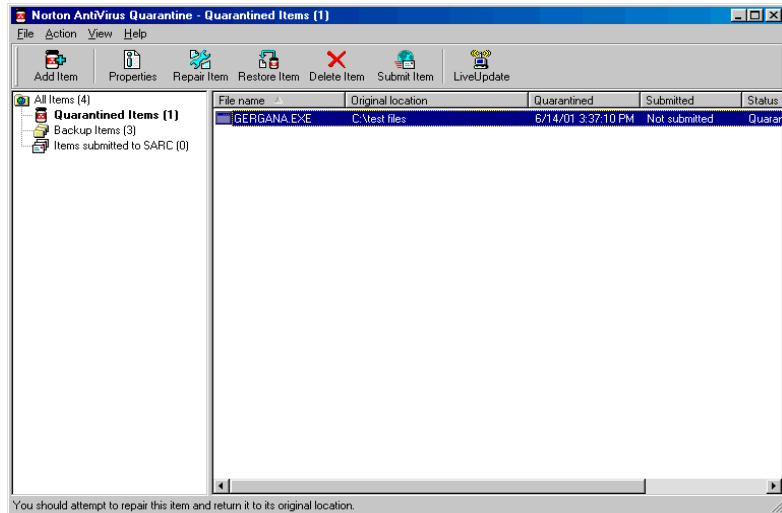 Norton AntiVirus Quarantine - Quarantined Items (1)
File Action View Help
Add Item Properties Repair Item Restore Item Delete Item Submit Item LiveUpdate
All Items (4)
Quarantined Items (1)
Backup Items (3)
Items submitted to SARC (0)
File name Original location Quarantined Submitted Status
GERGANA.EXE C:\test files 6/14/01 3:37:10 PM Not submitted Quaran
You should attempt to repair this item and return it to its original location.